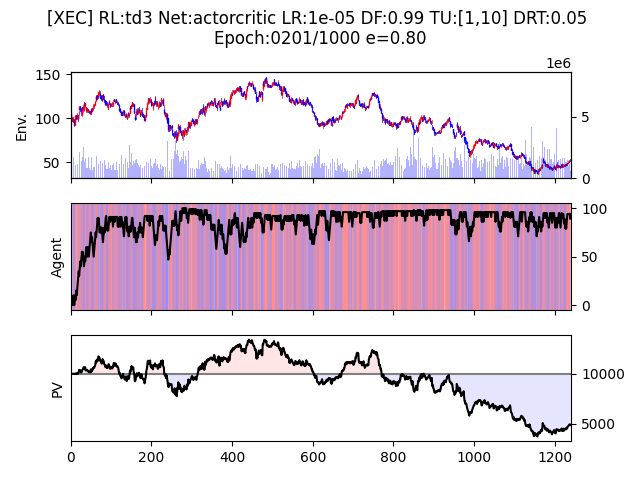 [XEC] RL:td3 Net:actorcritic LR:1e-05 DF:0.99 TU:[1,10] DRT:0.05
Epoch:0201/1000 e=0.80
1e6
150
100
50
Env.
5
0
Agent
100
50
0
PV
10000
5000
0 200 400 600 800 1000 1200